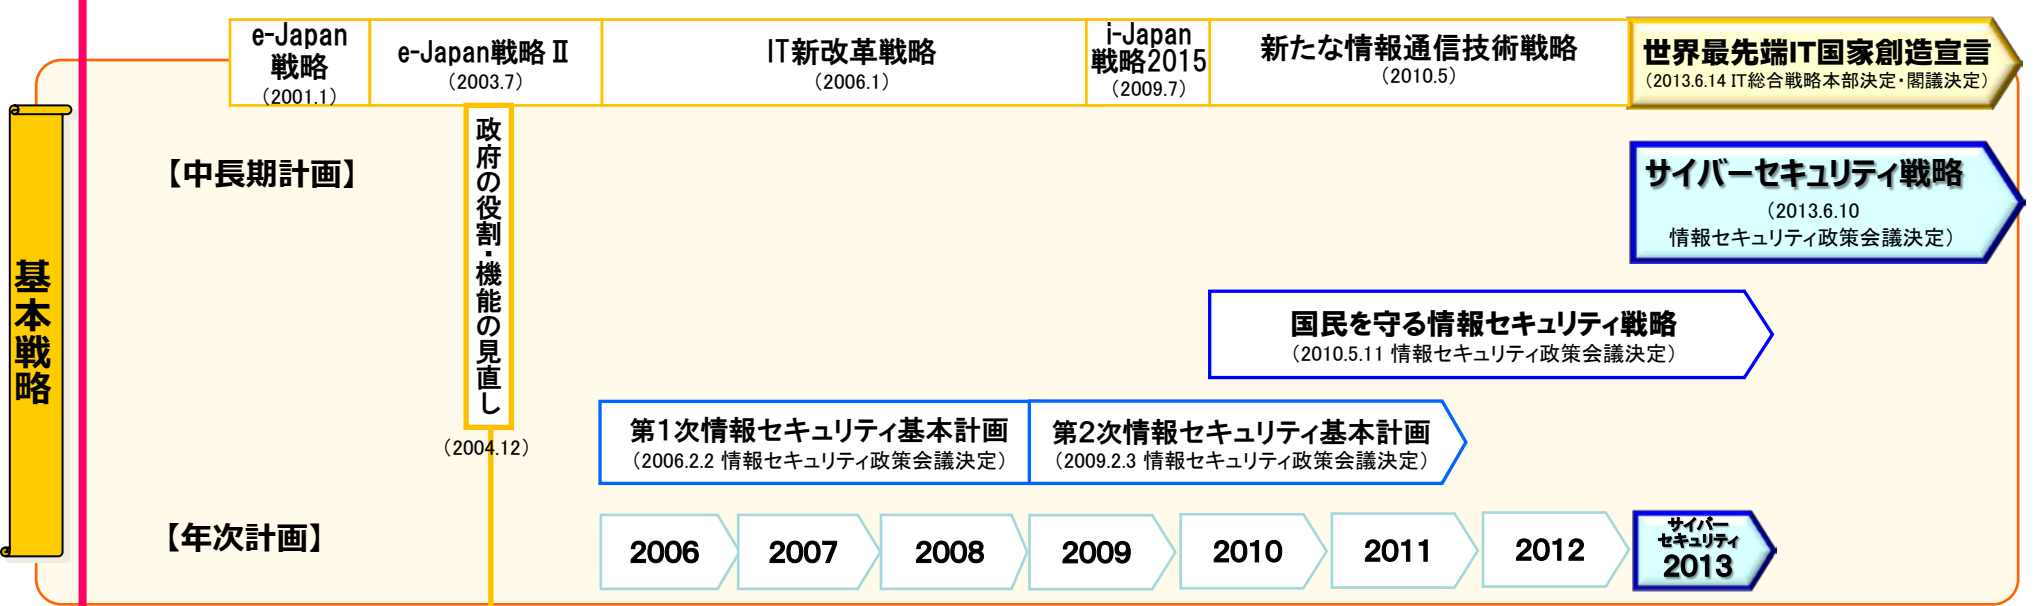 e-Japan
戦略
（2001.1）
e-Japan戦略Ⅱ
（2003.7）
IT新改革戦略
（2006.1）
i-Japan
戦略2015
（2009.7）
新たな情報通信技術戦略
（2010.5）
世界最先端IT国家創造宣言
（2013.6.14 IT総合戦略本部決定・閣議決定）
基本戦略
【中長期計画】
政府の役割・機能の見直し
（2004.12）
サイバーセキュリティ戦略
（2013.6.10
情報セキュリティ政策会議決定）
国民を守る情報セキュリティ戦略
（2010.5.11 情報セキュリティ政策会議決定）
第１次情報セキュリティ基本計画
（2006.2.2 情報セキュリティ政策会議決定）
第２次情報セキュリティ基本計画
（2009.2.3 情報セキュリティ政策会議決定）
【年次計画】
2006
2007
2008
2009
2010
2011
2012
サイバー
セキュリティ
2013